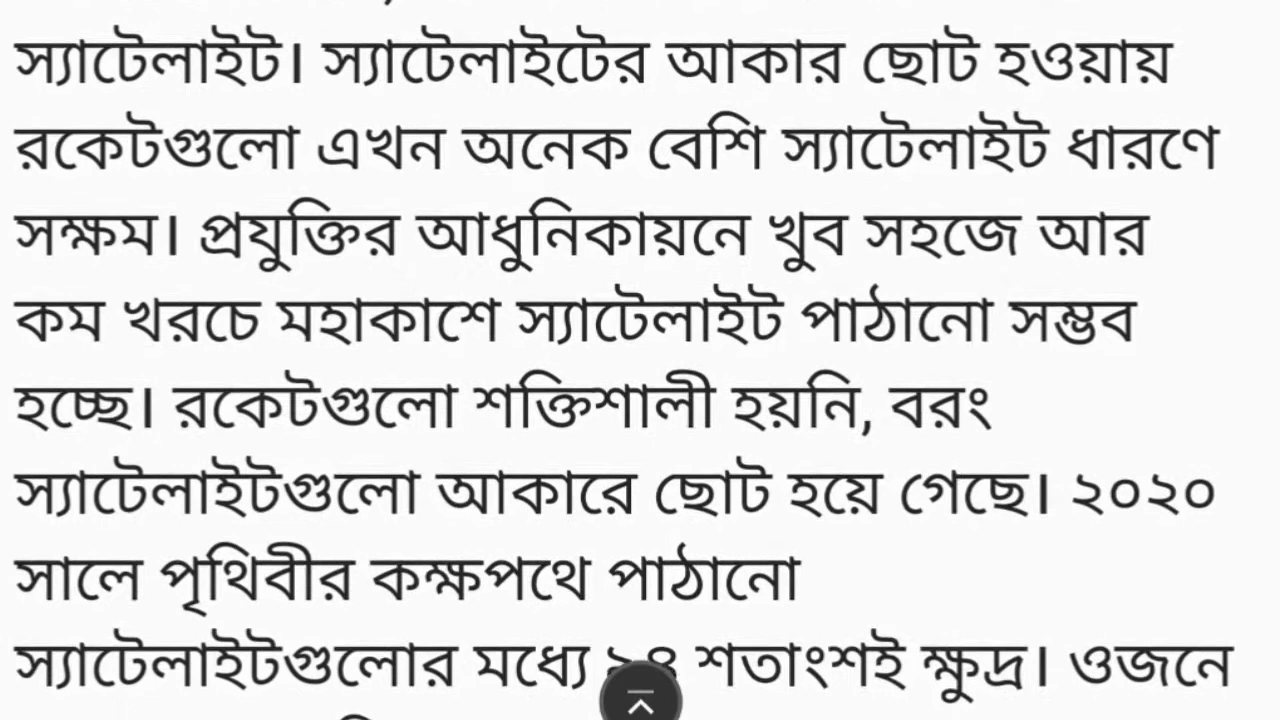 স্যাটেলাইট। স্যাটেলাইটের আকার ছোট হওয়ায়
রকেটগুলো এখন অনেক বেশি স্যাটেলাইট ধারণে
সক্ষম। প্রযুক্তির আধুনিকায়নে খুব সহজে আর
কম খরচে মহাকাশে স্যাটেলাইট পাঠানো সম্ভব
হচ্ছে। রকেটগুলো শক্তিশালী হয়নি, বরং
স্যাটেলাইটগুলো আকারে ছোট হয়ে গেছে। ২০২০
সালে পৃথিবীর কক্ষপথে পাঠানো
স্যাটেলাইটগুলোর মধ্যে শতাংশই ক্ষুদ্র। ওজনে